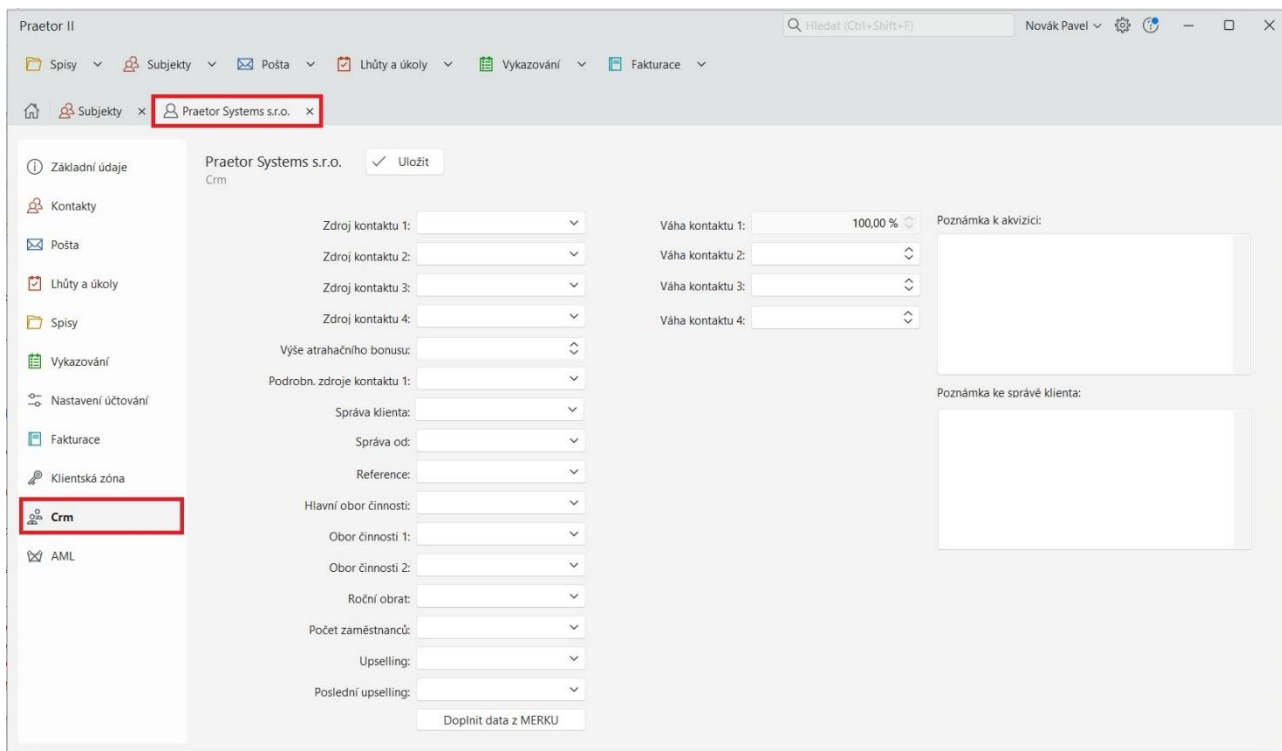 Praetor II
Hledat (Ctrl+Shift+F)
Novák Pavel
Spisy
Subjekty
Pošta
Lhůty a úkoly
Vykazování
Fakturace
Subjekty
Praetor Systems s.r.o.
Základní údaje
Kontakty
Pošta
Lhůty a úkoly
Spisy
Vykazování
Nastavení účtování
Fakturace
Klientská zóna
Crm
AML
Praetor Systems s.r.o.
Uložit
Crm
Zdroj kontaktu 1:
Zdroj kontaktu 2:
Zdroj kontaktu 3:
Zdroj kontaktu 4:
Výše atrahačního bonusu:
Podrobn. zdroje kontaktu 1:
Správa klienta:
Správa od:
Reference:
Hlavní obor činnosti:
Obor činnosti 1:
Obor činnosti 2:
Roční obrat:
Počet zaměstnanců:
Upselling:
Poslední upselling:
Doplnit data z MERKU
Váha kontaktu 1: 100,00 %
Váha kontaktu 2:
Váha kontaktu 3:
Váha kontaktu 4:
Poznámka k akvizici:
Poznámka ke správě klienta: